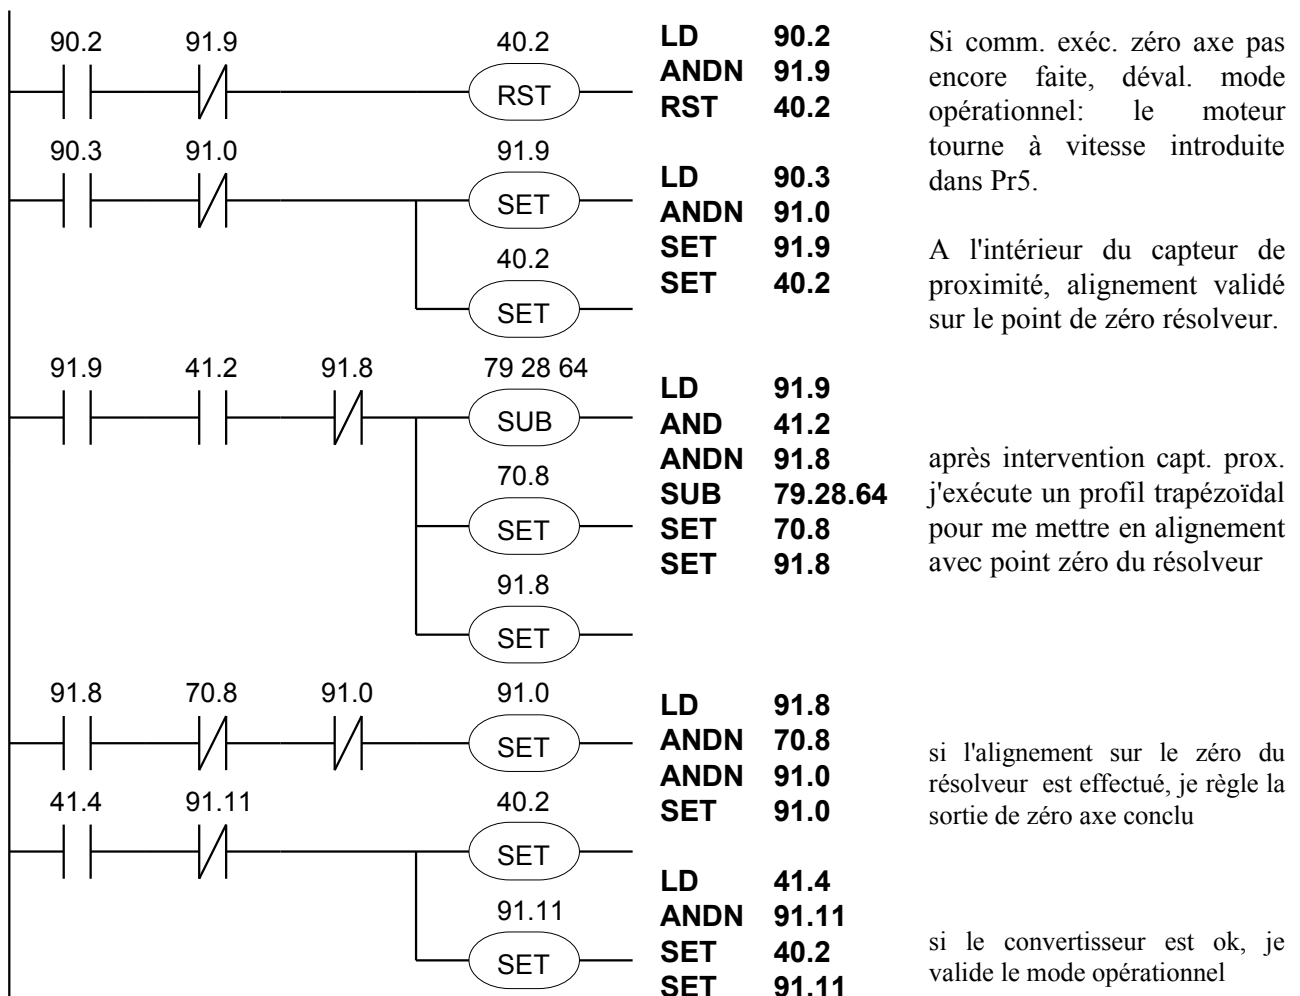 90.2 91.9 40.2
RST
90.3 91.0 91.9
SET
40.2
SET
91.9 41.2 91.8 79 28 64
SUB
70.8
SET
91.8
SET
91.8 70.8 91.0 91.0
SET
41.4 91.11 40.2
SET
91.11
SET
LD 90.2
ANDN 91.9
RST 40.2
LD 90.3
ANDN 91.0
SET 91.9
SET 40.2
LD 91.9
AND 41.2
ANDN 91.8
SUB 79.28.64
SET 70.8
SET 91.8
LD 91.8
ANDN 70.8
ANDN 91.0
SET 91.0
LD 41.4
ANDN 91.11
SET 40.2
SET 91.11
Si comm. exéc. zéro axe pas
encore faite, déval. mode
opérationnel: le moteur
tourne à vitesse introduite
dans Pr5.
A l'intérieur du capteur de
proximité, alignement validé
sur le point de zéro résolveur.
après intervention capt. prox.
j'exécute un profil trapézoïdal
pour me mettre en alignement
avec point zéro du résolveur
si l'alignement sur le zéro du
résolveur est effectué, je règle la
sortie de zéro axe conclu
si le convertisseur est ok, je
valide le mode opérationnel